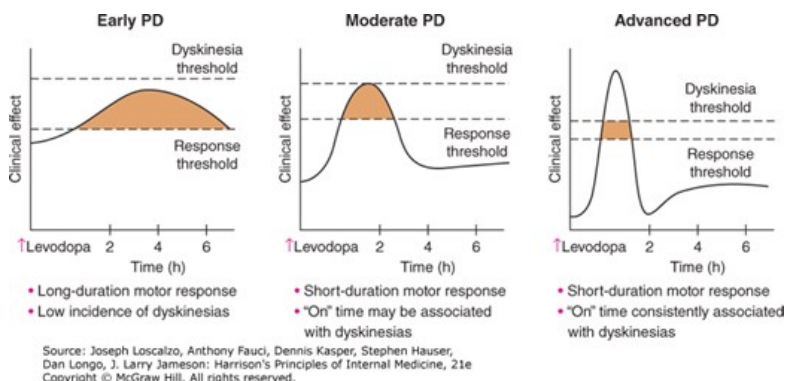 Early PD
Dyskinesia
threshold
Clinical effect
Response
threshold
↑Levodopa 2 4 6
Time (h)
• Long-duration motor response
• Low incidence of dyskinesias
Moderate PD
Dyskinesia
threshold
Clinical effect
Response
threshold
↑Levodopa 2 4 6
Time (h)
• Short-duration motor response
• “On” time may be associated
with dyskinesias
Advanced PD
Dyskinesia
threshold
Clinical effect
Response
threshold
↑Levodopa 2 4 6
Time (h)
• Short-duration motor response
• “On” time consistently associated
with dyskinesias
Source: Joseph Loscalzo, Anthony Fauci, Dennis Kasper, Stephen Hauser,
Dan Longo, J. Larry Jameson: Harrison's Principles of Internal Medicine, 21e
Copyright © McGraw Hill. All rights reserved.